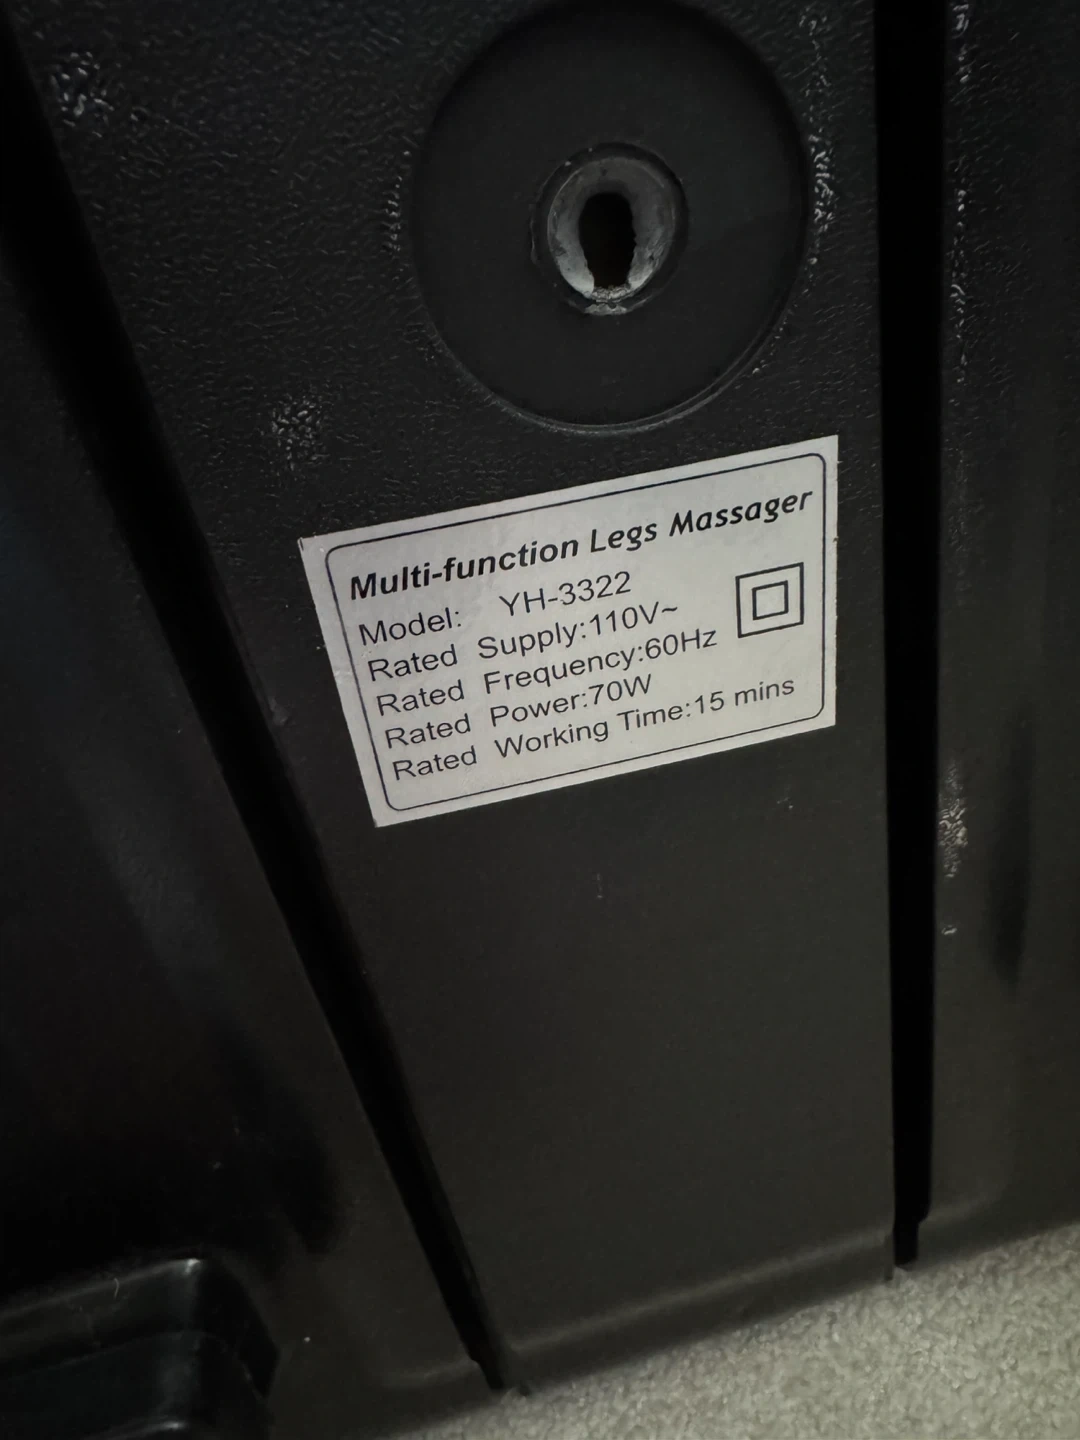 Multi-function Legs Massager
Model: YH-3322
Rated Supply:110V~
Rated Frequency:60Hz
Rated Power:70W
Rated Working Time:15 mins